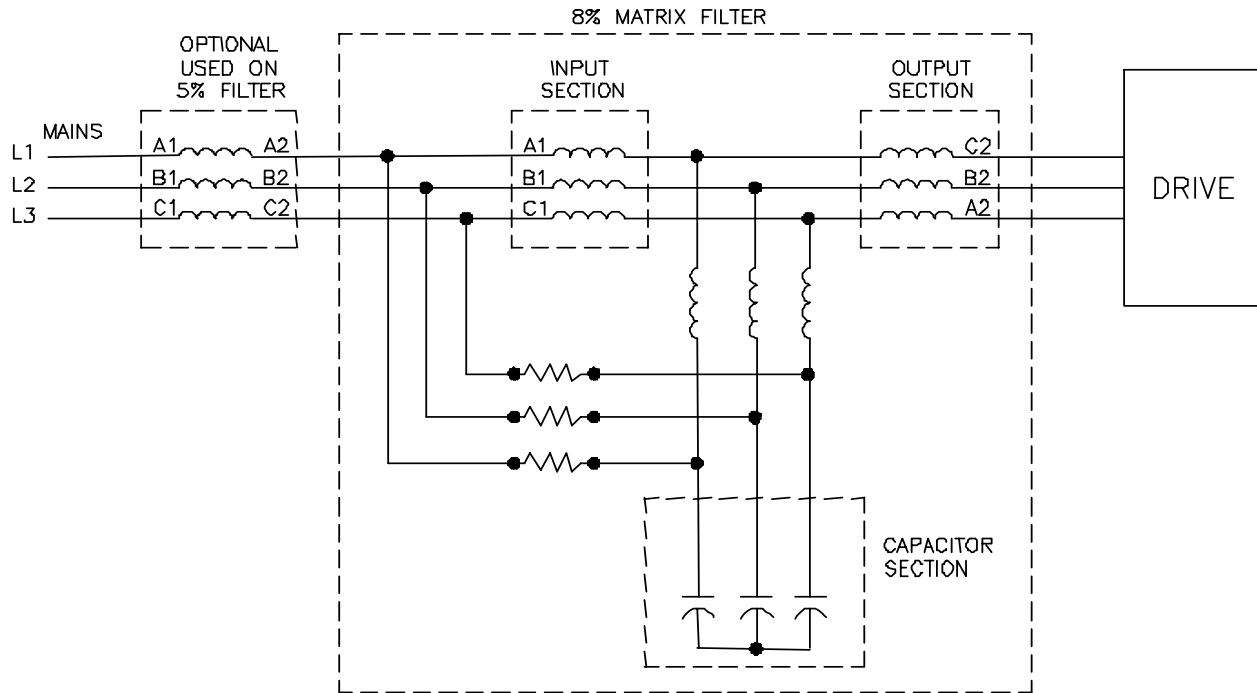 8% MATRIX FILTER
OPTIONAL
USED ON
5% FILTER
INPUT
SECTION
OUTPUT
SECTION
MAINS
L1 A1 A2 A1 C2
L2 B1 B2 B1 B2
L3 C1 C2 C1 A2
DRIVE
CAPACITOR
SECTION